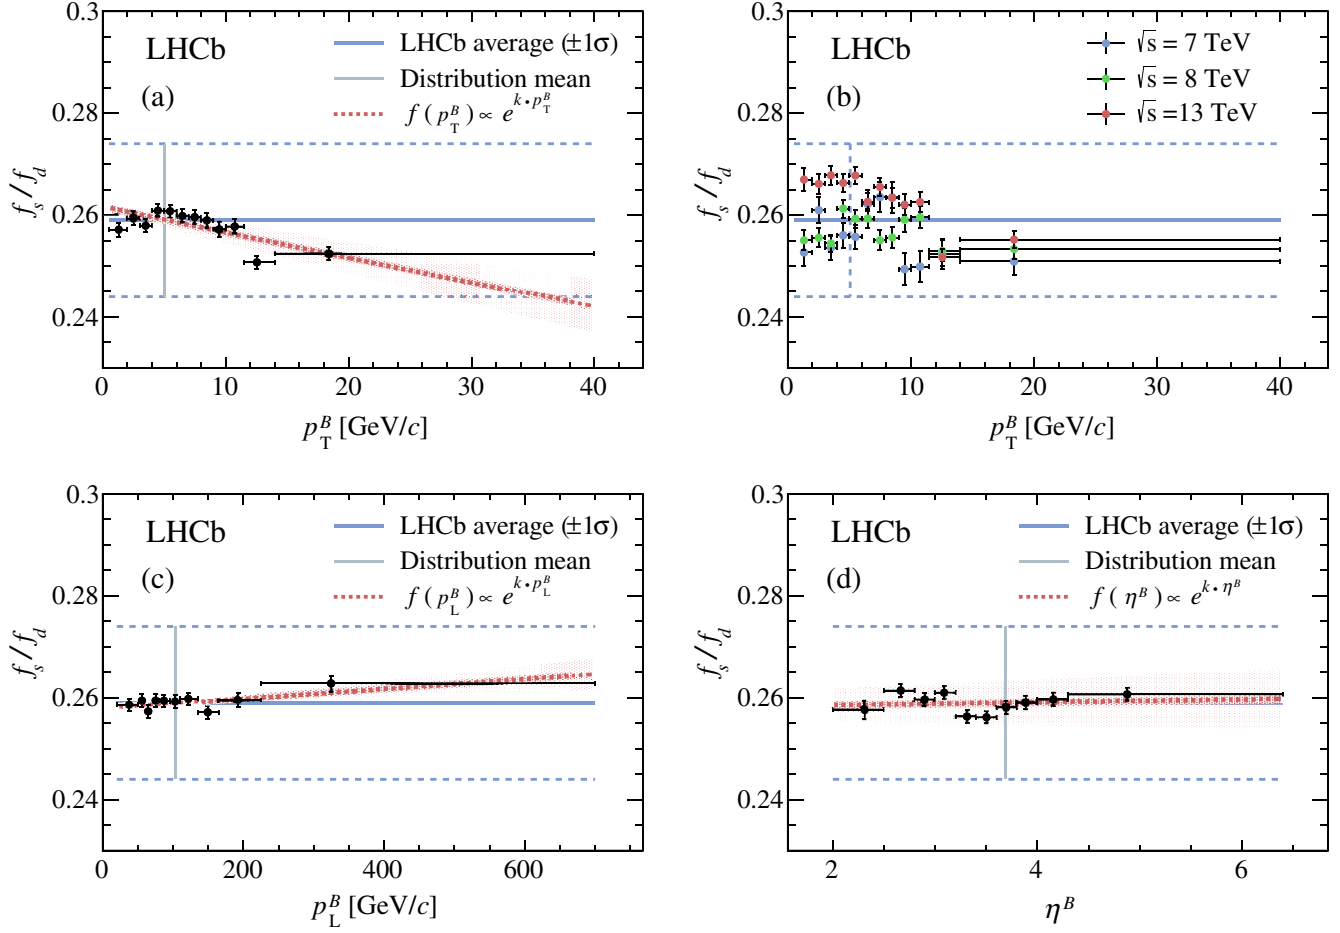 0.3
LHCb
LHCb average (±1σ)
Distribution mean
(a)
f(p_T^B) ∝ e^{k·p_T^B}
0.28
f_s/f_d
0.26
0.24
0 10 20 30 40
p_T^B [GeV/c]
0.3
LHCb
√s = 7 TeV
√s = 8 TeV
(b)
√s =13 TeV
0.28
f_s/f_d
0.26
0.24
0 10 20 30 40
p_T^B [GeV/c]
0.3
LHCb
LHCb average (±1σ)
Distribution mean
(c)
f(p_L^B) ∝ e^{k·p_L^B}
0.28
f_s/f_d
0.26
0.24
0 200 400 600
p_L^B [GeV/c]
0.3
LHCb
LHCb average (±1σ)
Distribution mean
(d)
f(η^B) ∝ e^{k·η^B}
0.28
f_s/f_d
0.26
0.24
2 4 6
η^B